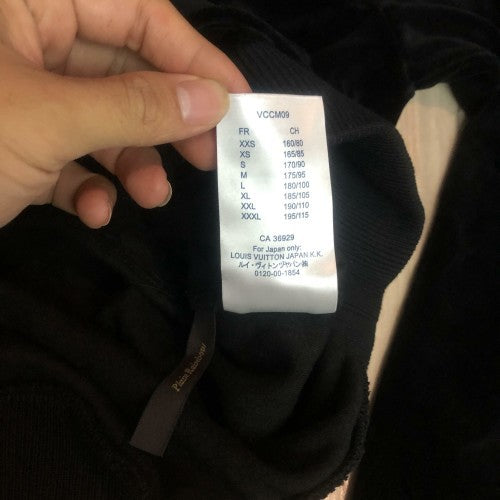 VCCM09
FR CH
XXS 160/80
XS 165/85
S 170/90
M 175/95
L 180/100
XL 185/105
XXL 190/110
XXXL 195/115
CA 36929
For Japan only:
LOUIS VUITTON JAPAN K.K.
ルイ・ヴィトンジャパン㈱
0120-00-1854